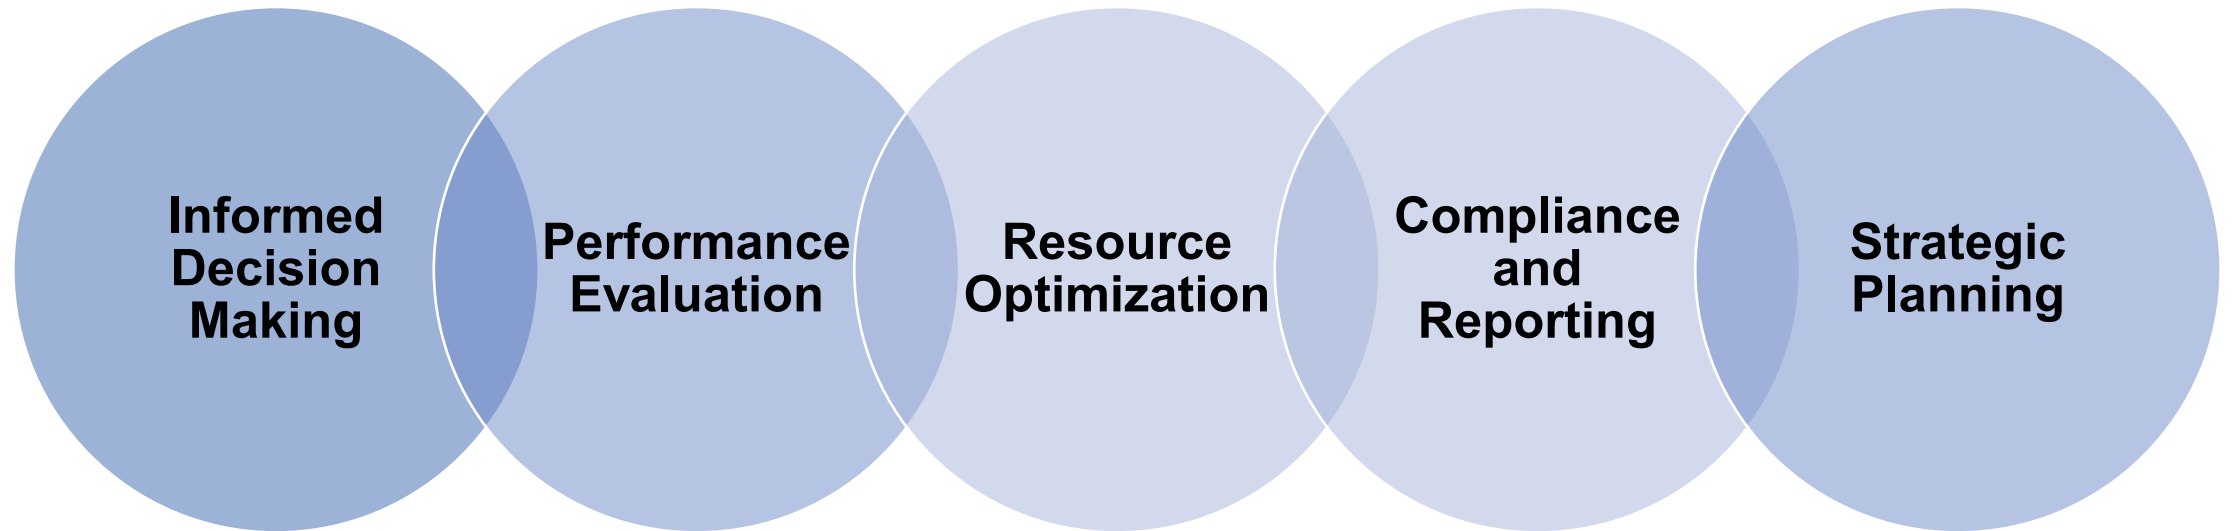 Informed
Decision
Making
Performance
Evaluation
Resource
Optimization
Compliance
and
Reporting
Strategic
Planning